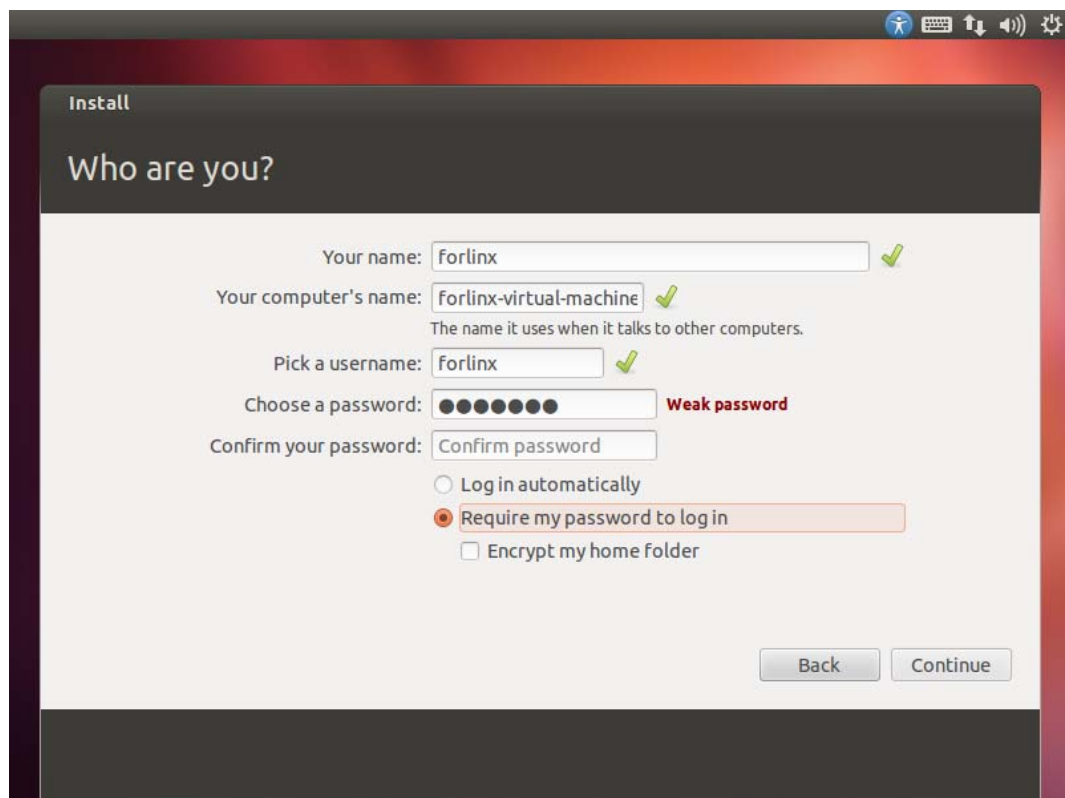 Install
Who are you?
Your name: forlinx
Your computer's name: forlinx-virtual-machine
The name it uses when it talks to other computers.
Pick a username: forlinx
Choose a password: ●●●●●●● Weak password
Confirm your password: Confirm password
Log in automatically
Require my password to log in
Encrypt my home folder
Back Continue